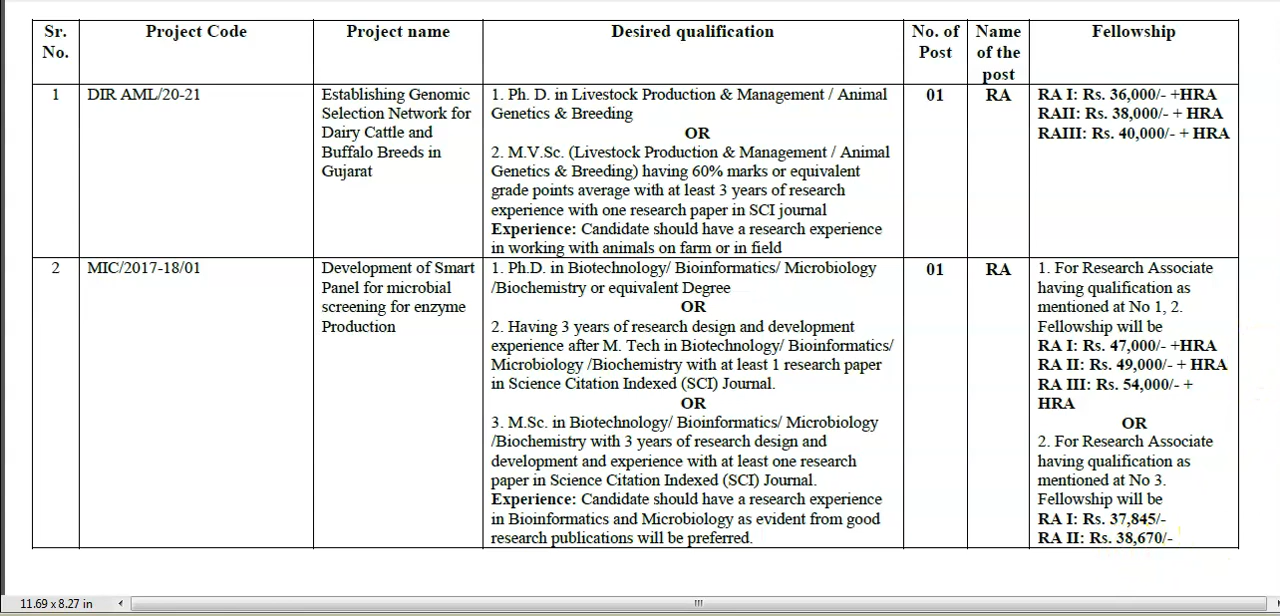 Sr. No.
Project Code
Project name
Desired qualification
No. of Post
Name of the post
Fellowship
1
DIR AML/20-21
Establishing Genomic
Selection Network for
Dairy Cattle and
Buffalo Breeds in
Gujarat
1. Ph. D. in Livestock Production & Management / Animal
Genetics & Breeding
OR
2. M.V.Sc. (Livestock Production & Management / Animal
Genetics & Breeding) having 60% marks or equivalent
grade points average with at least 3 years of research
experience with one research paper in SCI journal
Experience: Candidate should have a research experience
in working with animals on farm or in field
01
RA
RA I: Rs. 36,000/- +HRA
RAII: Rs. 38,000/- + HRA
RAIII: Rs. 40,000/- + HRA
2
MIC/2017-18/01
Development of Smart
Panel for microbial
screening for enzyme
Production
1. Ph.D. in Biotechnology/ Bioinformatics/ Microbiology
/Biochemistry or equivalent Degree
OR
2. Having 3 years of research design and development
experience after M. Tech in Biotechnology/ Bioinformatics/
Microbiology /Biochemistry with at least 1 research paper
in Science Citation Indexed (SCI) Journal.
OR
3. M.Sc. in Biotechnology/ Bioinformatics/ Microbiology
/Biochemistry with 3 years of research design and
development and experience with at least one research
paper in Science Citation Indexed (SCI) Journal.
Experience: Candidate should have a research experience
in Bioinformatics and Microbiology as evident from good
research publications will be preferred.
01
RA
1. For Research Associate
having qualification as
mentioned at No 1, 2.
Fellowship will be
RA I: Rs. 47,000/- +HRA
RA II: Rs. 49,000/- + HRA
RA III: Rs. 54,000/- +
HRA
OR
2. For Research Associate
having qualification as
mentioned at No 3.
Fellowship will be
RA I: Rs. 37,845/-
RA II: Rs. 38,670/-
11.69 x 8.27 in